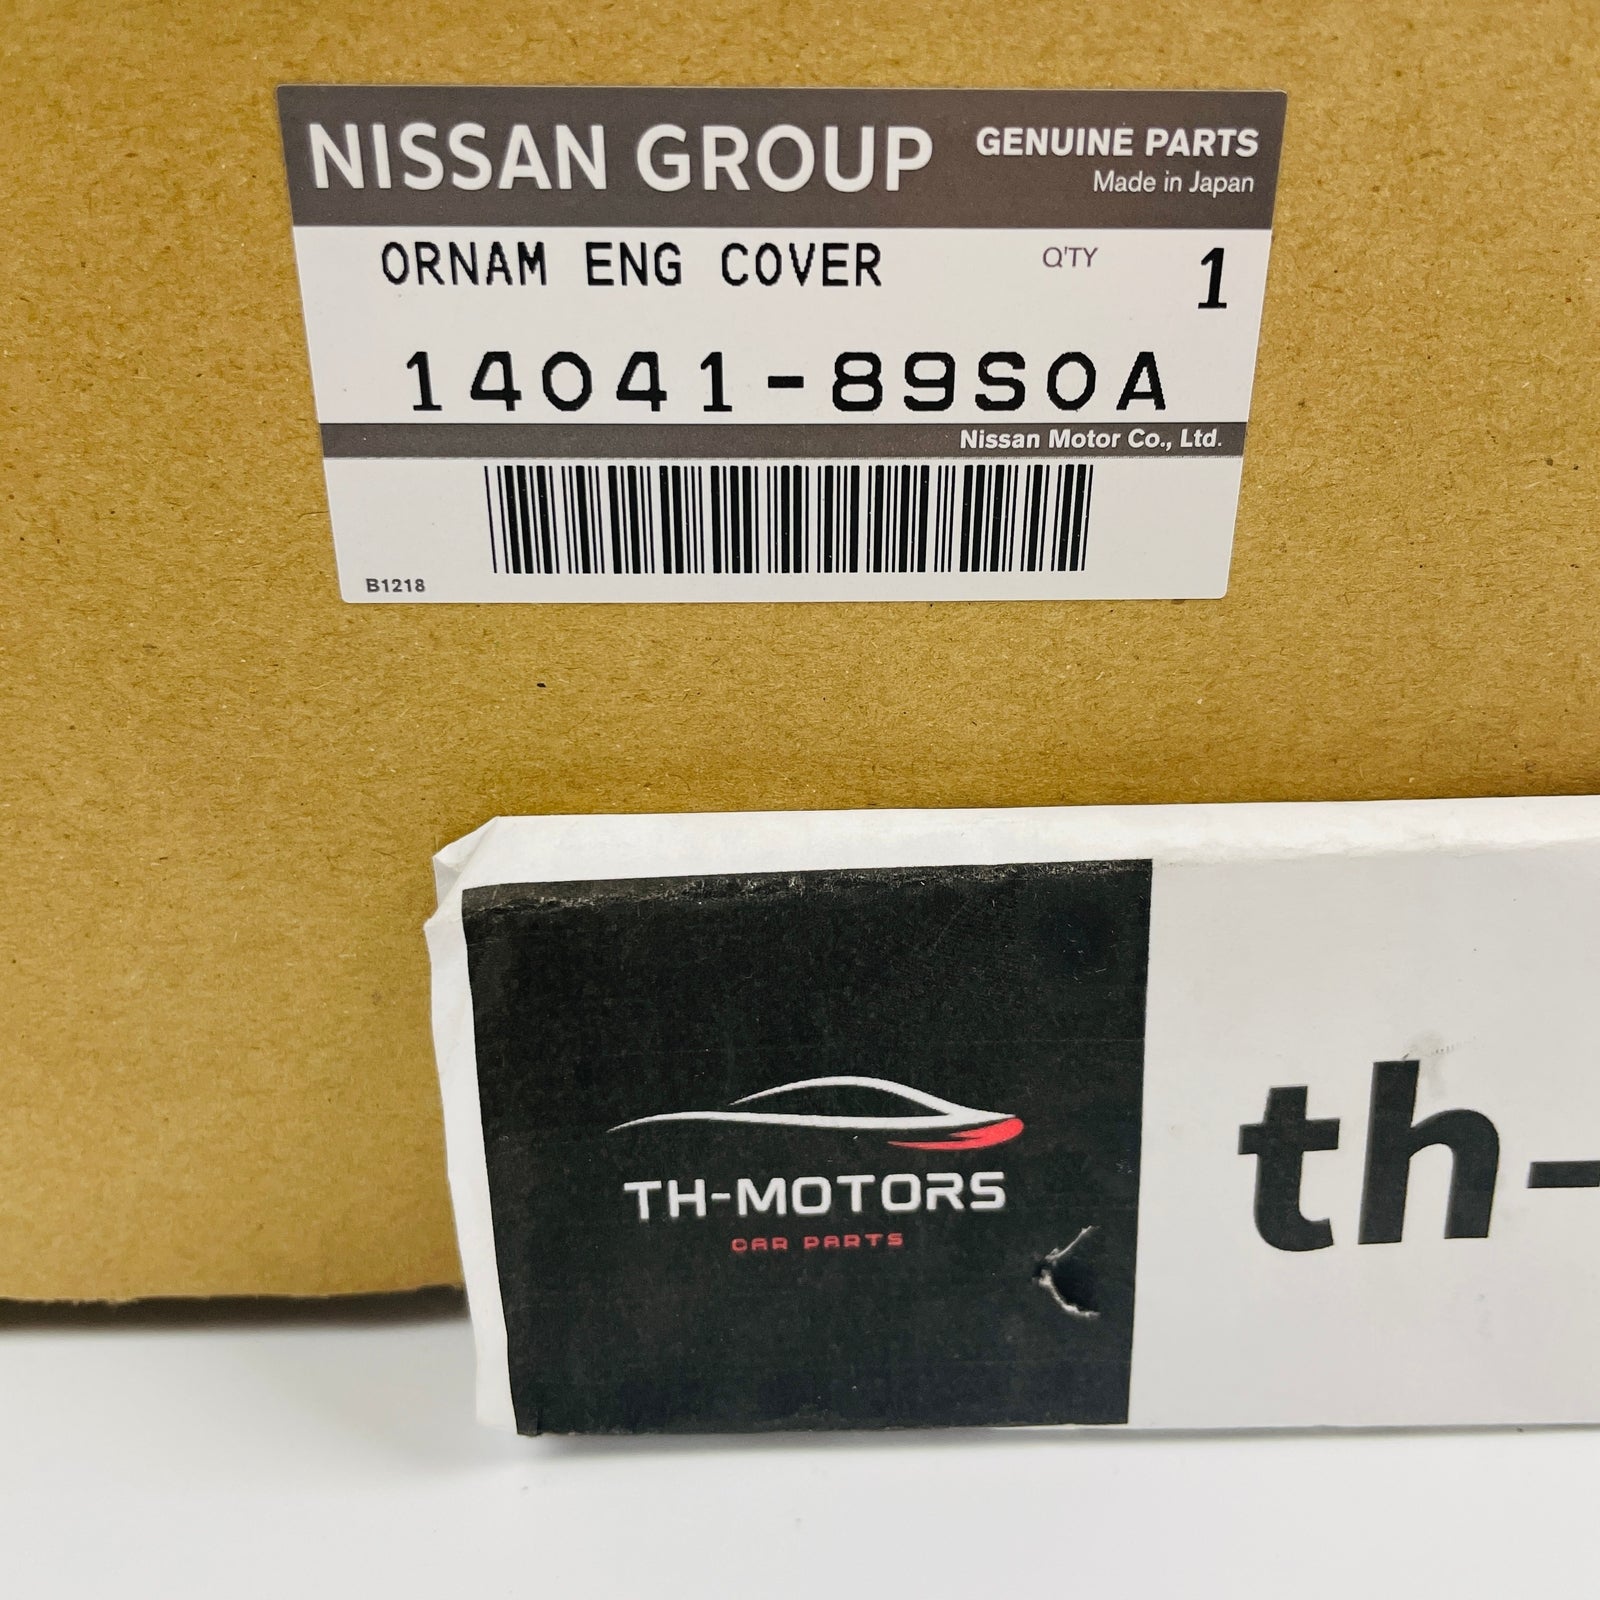 NISSAN GROUP
GENUINE PARTS
Made in Japan
ORNAM ENG COVER
Q'TY 1
14041-89S0A
Nissan Motor Co., Ltd.
B1218
TH-MOTORS
CAR PARTS
th-